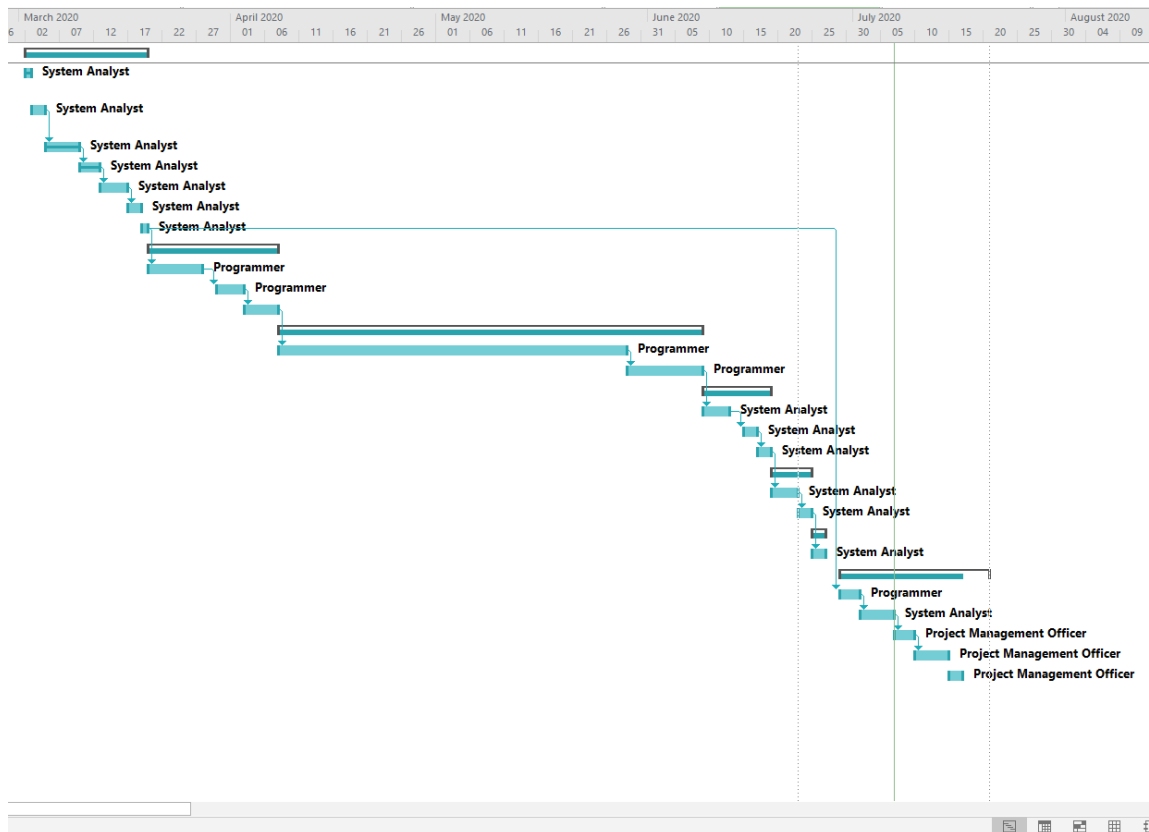 March 2020 April 2020 May 2020 June 2020 July 2020 August 2020
6 02 07 12 17 22 27 01 06 11 16 21 26 01 06 11 16 21 26 31 05 10 15 20 25 30 05 10 15 20 25 30 04 09
System Analyst
System Analyst
System Analyst
System Analyst
System Analyst
System Analyst
System Analyst
Programmer
Programmer
Programmer
Programmer
System Analyst
System Analyst
System Analyst
System Analyst
System Analyst
System Analyst
Programmer
System Analyst
Project Management Officer
Project Management Officer
Project Management Officer